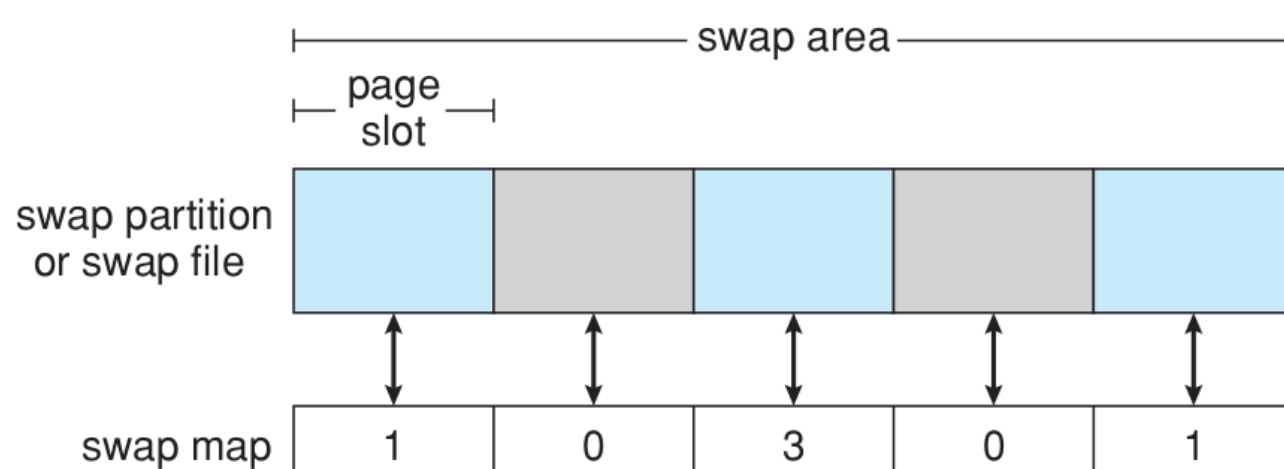 swap area
page
slot
swap partition
or swap file
swap map 1 0 3 0 1